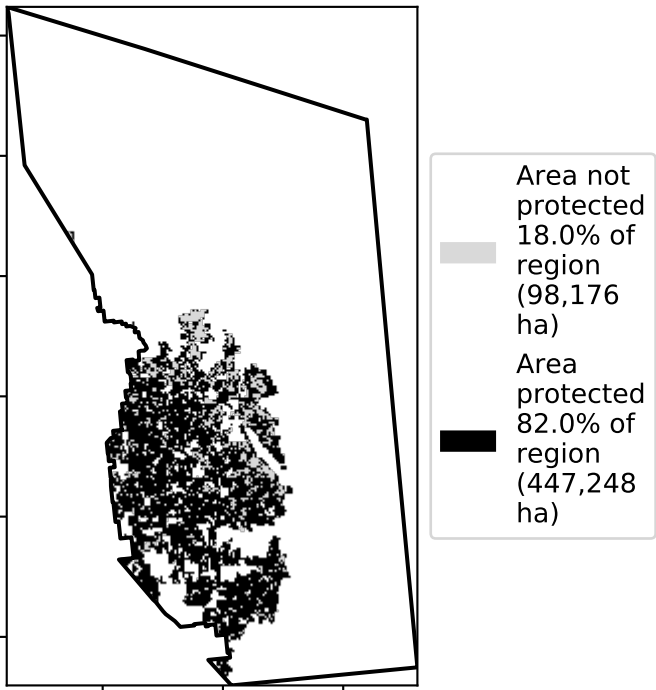 Area not
protected
18.0% of
region
(98,176
ha)
Area
protected
82.0% of
region
(447,248
ha)